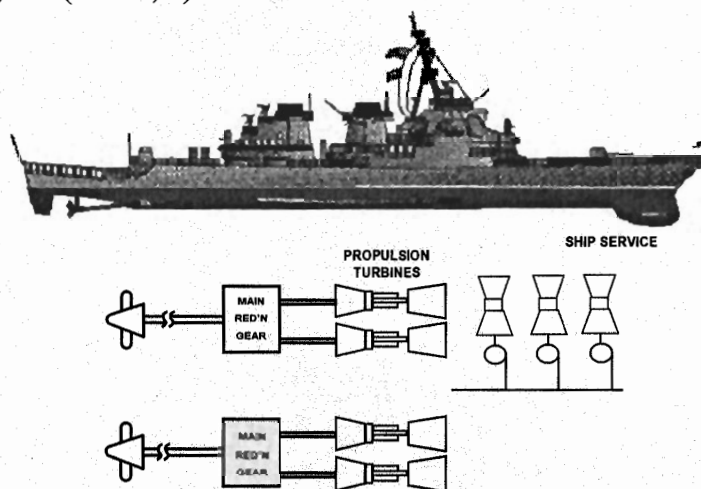 SHIP SERVICE
PROPULSION
TURBINES
MAIN
RED'N
GEAR
MAIN
RED'N
GEAR